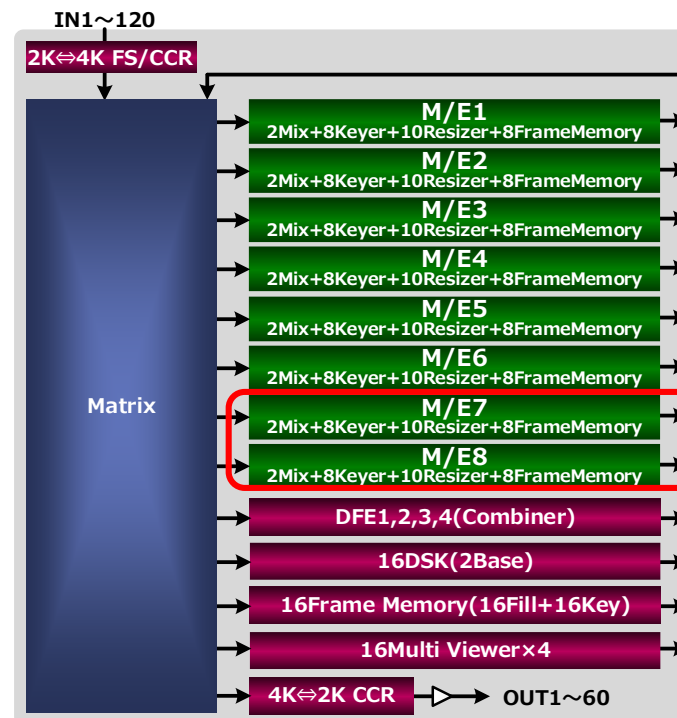 IN1～120
2K⇔4K FS/CCR
M/E1
2Mix+8Keyer+10Resizer+8FrameMemory
M/E2
2Mix+8Keyer+10Resizer+8FrameMemory
M/E3
2Mix+8Keyer+10Resizer+8FrameMemory
M/E4
2Mix+8Keyer+10Resizer+8FrameMemory
M/E5
2Mix+8Keyer+10Resizer+8FrameMemory
M/E6
2Mix+8Keyer+10Resizer+8FrameMemory
Matrix
M/E7
2Mix+8Keyer+10Resizer+8FrameMemory
M/E8
2Mix+8Keyer+10Resizer+8FrameMemory
DFE1,2,3,4(Combiner)
16DSK(2Base)
16Frame Memory(16Fill+16Key)
16Multi Viewer×4
4K⇔2K CCR
OUT1～60